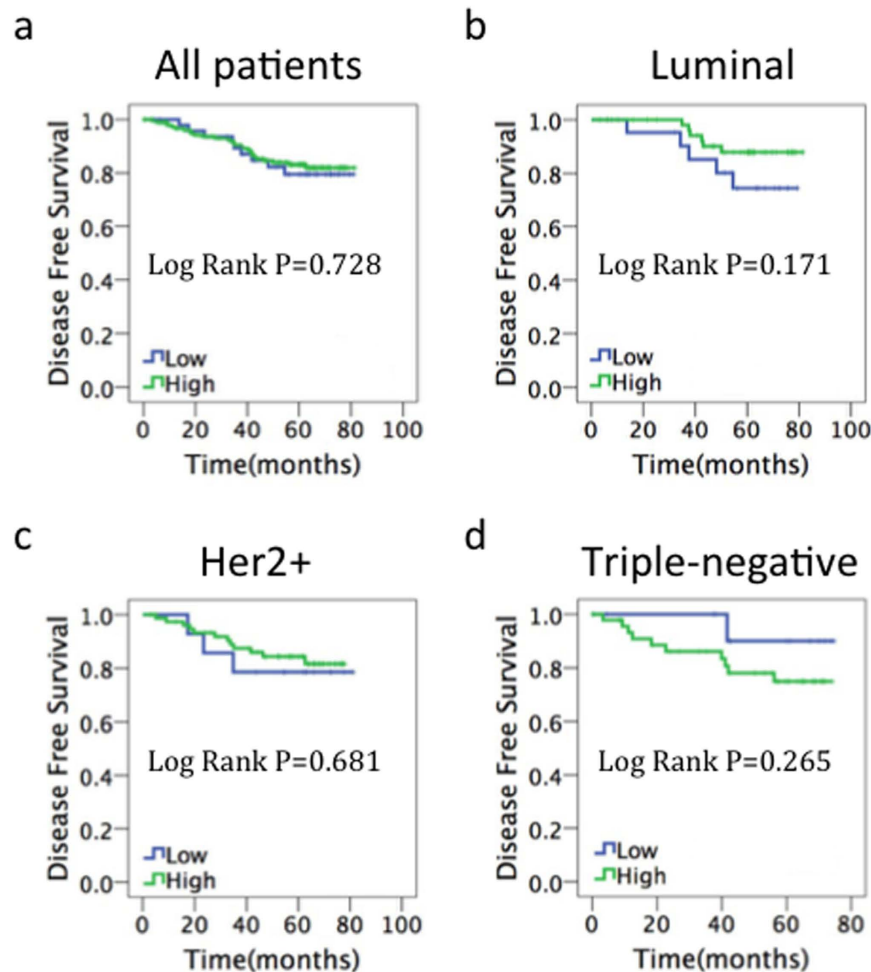 a
All patients
Disease Free Survival
1.0
0.8
0.6
0.4
0.2
0.0
Log Rank P=0.728
Low
High
0 20 40 60 80 100
Time(months)
b
Luminal
Disease Free Survival
1.0
0.8
0.6
0.4
0.2
0.0
Log Rank P=0.171
Low
High
0 20 40 60 80 100
Time(months)
c
Her2+
Disease Free Survival
1.0
0.8
0.6
0.4
0.2
0.0
Log Rank P=0.681
Low
High
0 20 40 60 80 100
Time(months)
d
Triple-negative
Disease Free Survival
1.0
0.8
0.6
0.4
0.2
0.0
Log Rank P=0.265
Low
High
0 20 40 60 80
Time(months)